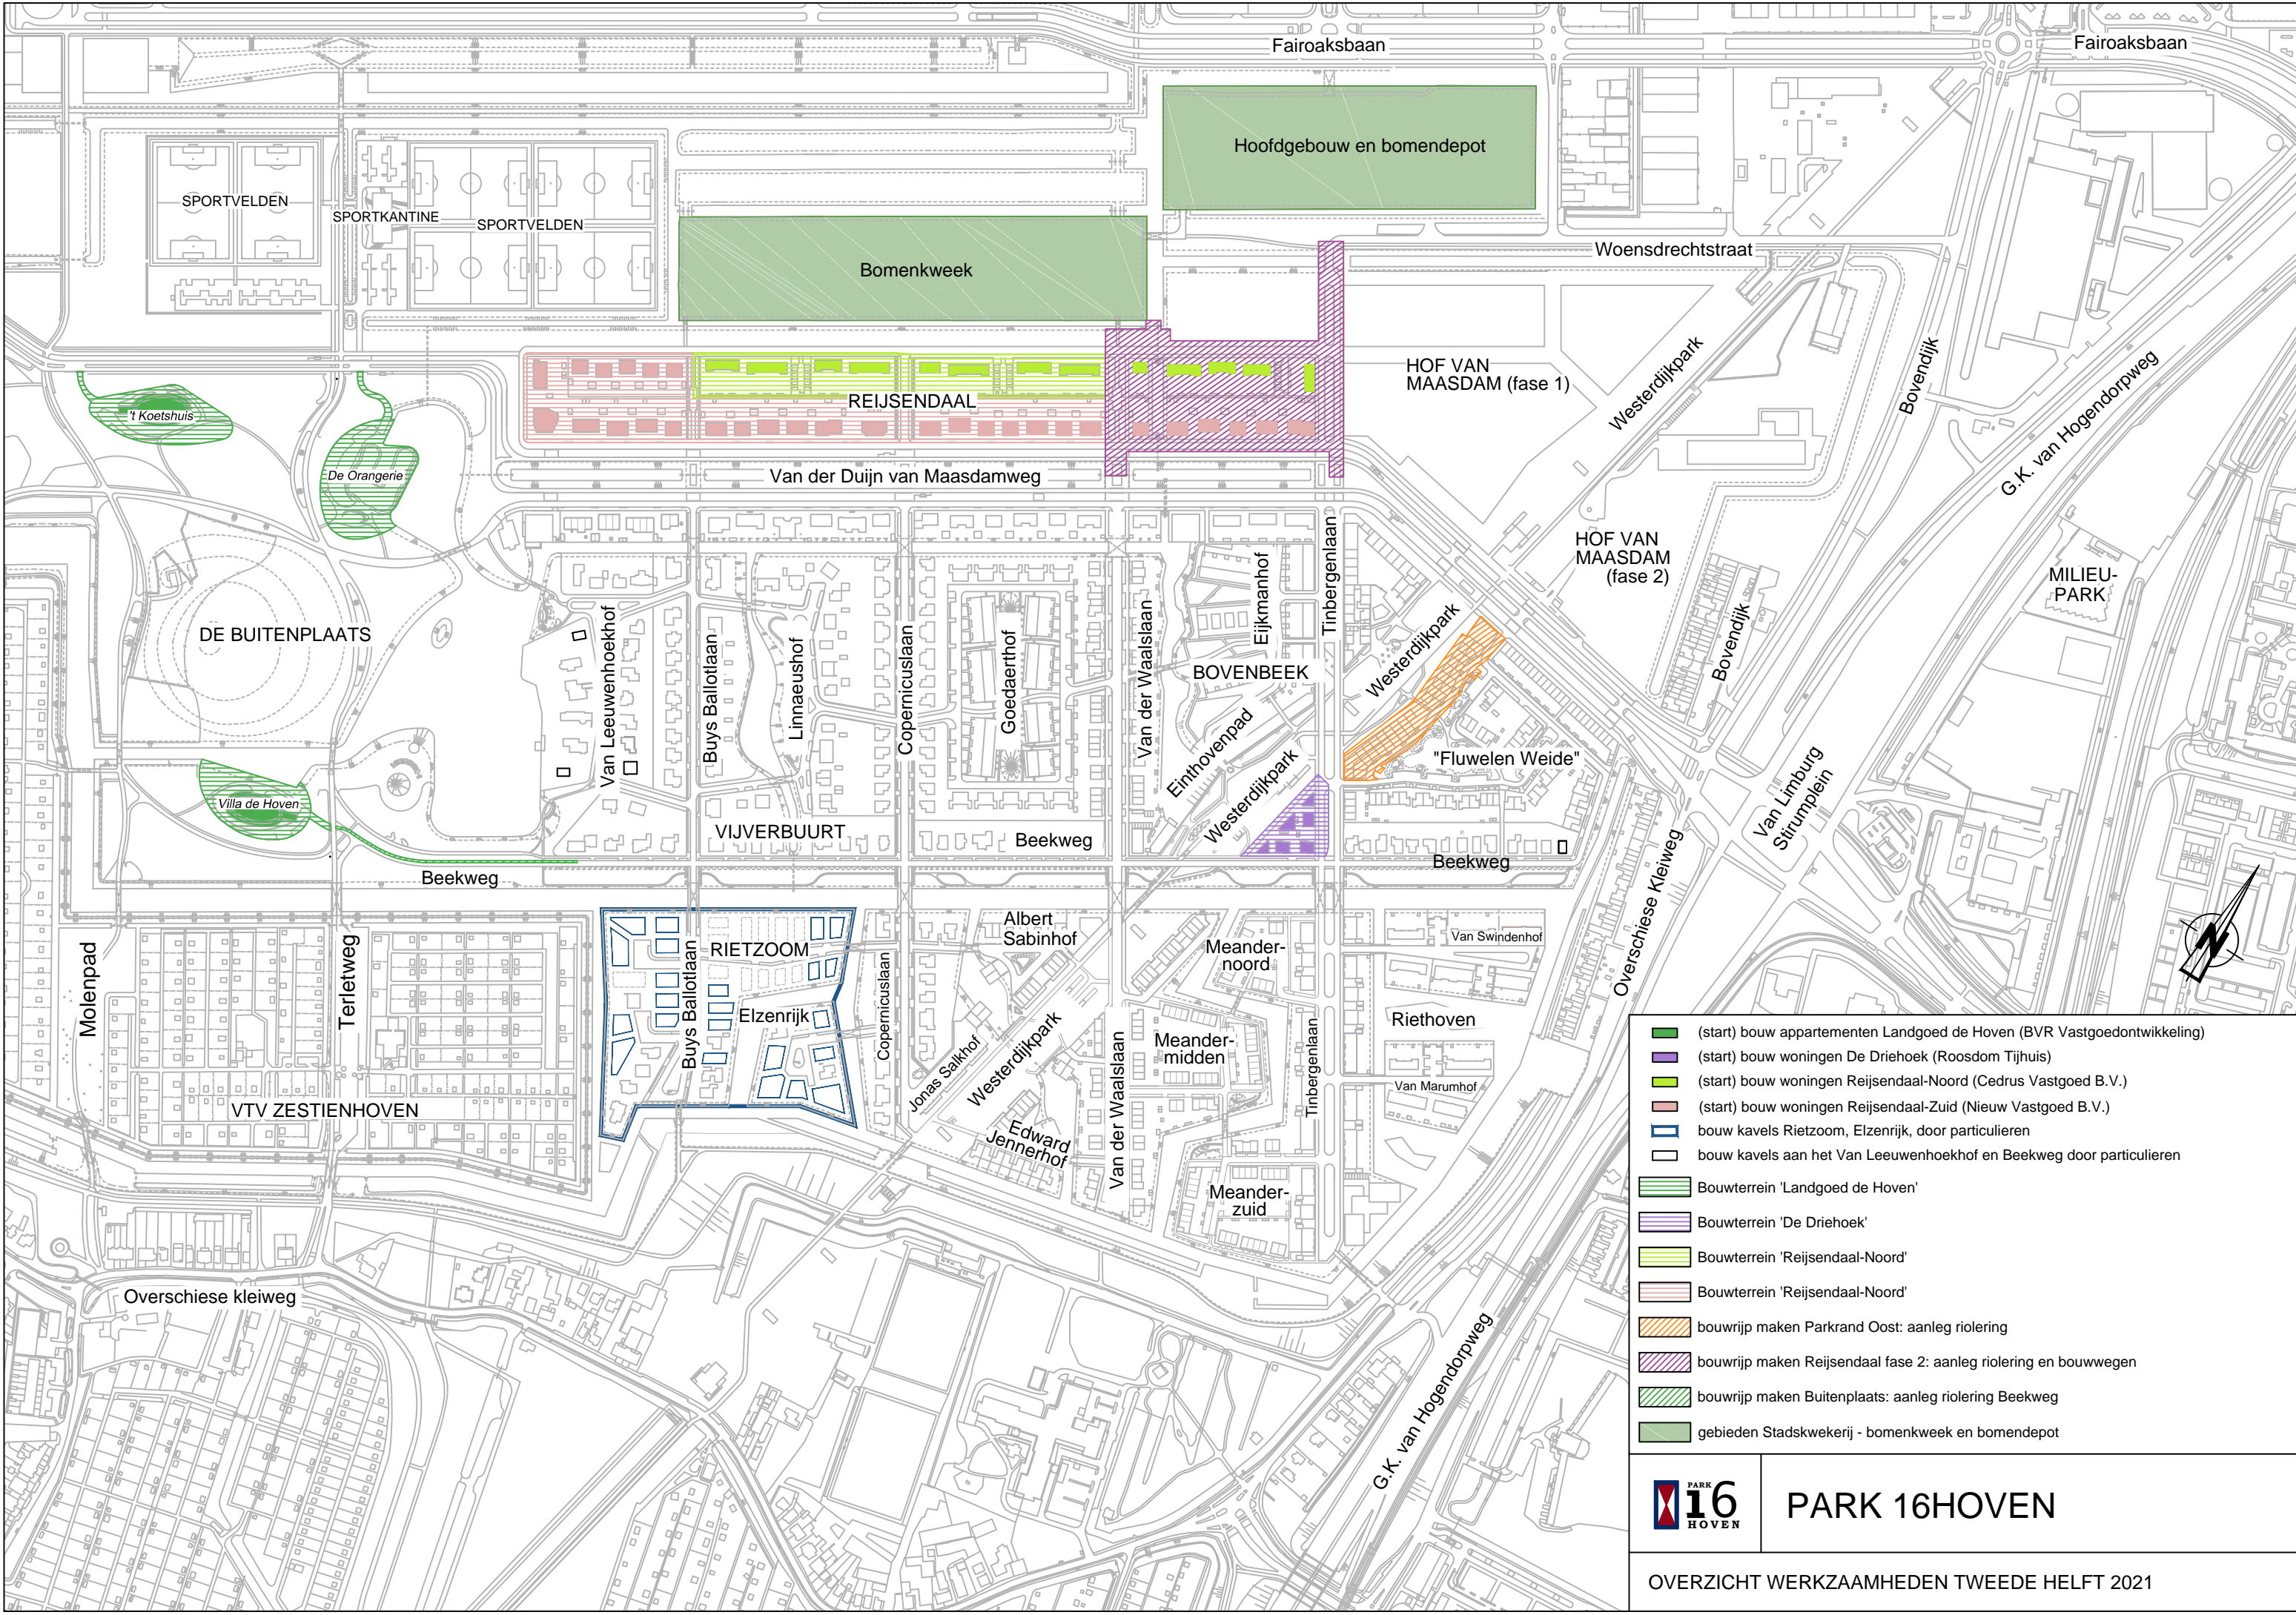 Fairoaksbaan
Fairoaksbaan
Hoofdgebouw en bomendepot
SPORTVELDEN
SPORTKANTINE
SPORTVELDEN
Woensdrechtstraat
Bomenkweek
HOF VAN
MAASDAM (fase 1)
Westerdijkpark
Bovendijk
G.K. van Hogendorpweg
't Koetshuis
REIJSENDAAL
De Orangerie
Van der Duijn van Maasdamweg
HOF VAN
MAASDAM
(fase 2)
MILIEU-
PARK
DE BUITENPLAATS
Van Leeuwenhoekhof
Buys Ballotlaan
Linnaeushof
Copernicuslaan
Goedaerthof
Van der Waalslaan
Eijkmanhof
Tinbergenlaan
BOVENBEEK
Westerdijkpark
Bovendijk
Einthovenpad
Westerdijkpark
"Fluwelen Weide"
Van Limburg
Stirumplein
Villa de Hoven
VIJVERBUURT
Beekweg
Beekweg
Beekweg
Overschiese Kleiweg
Molenpad
Terletweg
Buys Ballotlaan
RIETZOOM
Elzenrijk
Copernicuslaan
Albert
Sabinhof
Meander-
noord
Van Swindenhof
Jonas Salkhof
Westerdijkpark
Van der Waalslaan
Meander-
midden
Tinbergenlaan
Riethoven
Van Marumhof
VTV ZESTIENHOVEN
Edward
Jennerhof
Meander-
zuid
Overschiese kleiweg
G.K. van Hogendorpweg
N
(start) bouw appartementen Landgoed de Hoven (BVR Vastgoedontwikkeling)
(start) bouw woningen De Driehoek (Roosdom Tijhuis)
(start) bouw woningen Reijsendaal-Noord (Cedrus Vastgoed B.V.)
(start) bouw woningen Reijsendaal-Zuid (Nieuw Vastgoed B.V.)
bouw kavels Rietzoom, Elzenrijk, door particulieren
bouw kavels aan het Van Leeuwenhoekhof en Beekweg door particulieren
Bouwterrein 'Landgoed de Hoven'
Bouwterrein 'De Driehoek'
Bouwterrein 'Reijsendaal-Noord'
Bouwterrein 'Reijsendaal-Noord'
bouwrijp maken Parkrand Oost: aanleg riolering
bouwrijp maken Reijsendaal fase 2: aanleg riolering en bouwwegen
bouwrijp maken Buitenplaats: aanleg riolering Beekweg
gebieden Stadskwekerij - bomenkweek en bomendepot
PARK
16
HOVEN
PARK 16HOVEN
OVERZICHT WERKZAAMHEDEN TWEEDE HELFT 2021